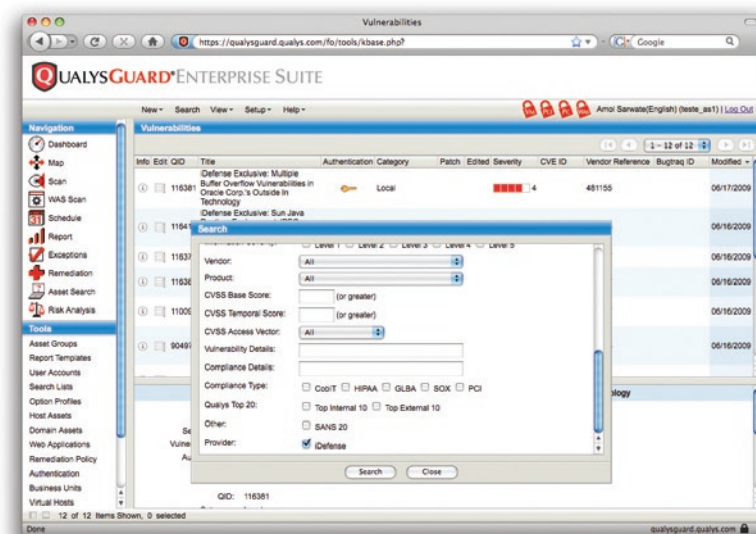 Vulnerabilities
https://qualysguard.qualys.com/fo/tools/kbase.php?
Google
QUALYSGUARD® ENTERPRISE SUITE
New Search View Setup Help
Amol Sarwate(English) (teste_as1) | Log Out
Navigation
Dashboard
Map
Scan
WAS Scan
Schedule
Report
Exceptions
Remediation
Asset Search
Risk Analysis
Tools
Asset Groups
Report Templates
User Accounts
Search Lists
Option Profiles
Host Assets
Domain Assets
Web Applications
Remediation Policy
Authentication
Business Units
Virtual Hosts
Vulnerabilities
1 – 12 of 12
Info Edit QID Title Authentication Category Patch Edited Severity CVE ID Vendor Reference Bugtraq ID Modified
116381 iDefense Exclusive: Multiple Buffer Overflow Vulnerabilities in Oracle Corp.'s Outside In Technology Local 4 481155 06/17/2009
iDefense Exclusive: Sun Java
1164 06/16/2009
1163 06/16/2009
1163 06/16/2009
1100 06/16/2009
9049 06/16/2009
Search
Level 1 Level 2 Level 3 Level 4 Level 5
Vendor: All
Product: All
CVSS Base Score: (or greater)
CVSS Temporal Score: (or greater)
CVSS Access Vector: All
Vulnerability Details:
Compliance Details:
Compliance Type: CobiT HIPAA GLBA SOX PCI
Qualys Top 20: Top Internal 10 Top External 10
Other: SANS 20
Provider: iDefense
Search Close
ology
Se
Vulne
Au
QID: 116381
12 of 12 Items Shown, 0 selected
Done
qualysguard.qualys.com